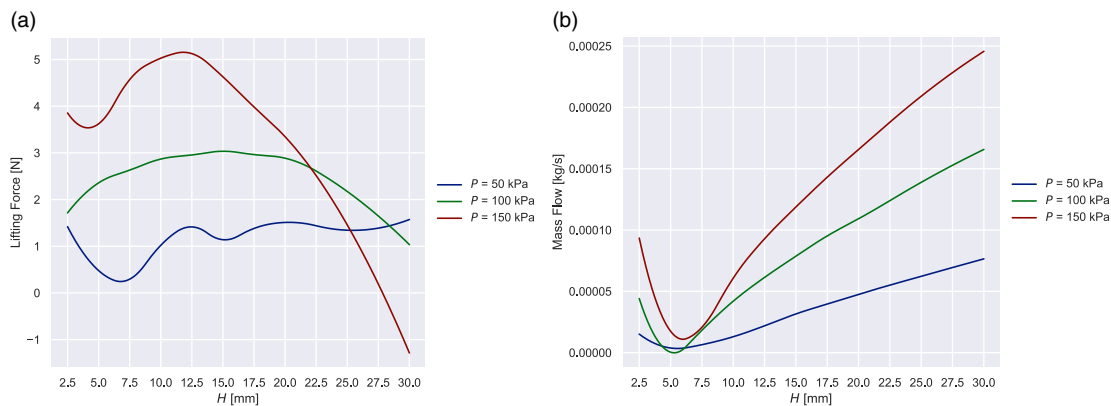 (a)
Lifting Force [N]
5
4
3
2
1
0
−1
2.5 5.0 7.5 10.0 12.5 15.0 17.5 20.0 22.5 25.0 27.5 30.0
H [mm]
P = 50 kPa
P = 100 kPa
P = 150 kPa
(b)
Mass Flow [kg/s]
0.00025
0.00020
0.00015
0.00010
0.00005
0.00000
2.5 5.0 7.5 10.0 12.5 15.0 17.5 20.0 22.5 25.0 27.5 30.0
H [mm]
P = 50 kPa
P = 100 kPa
P = 150 kPa